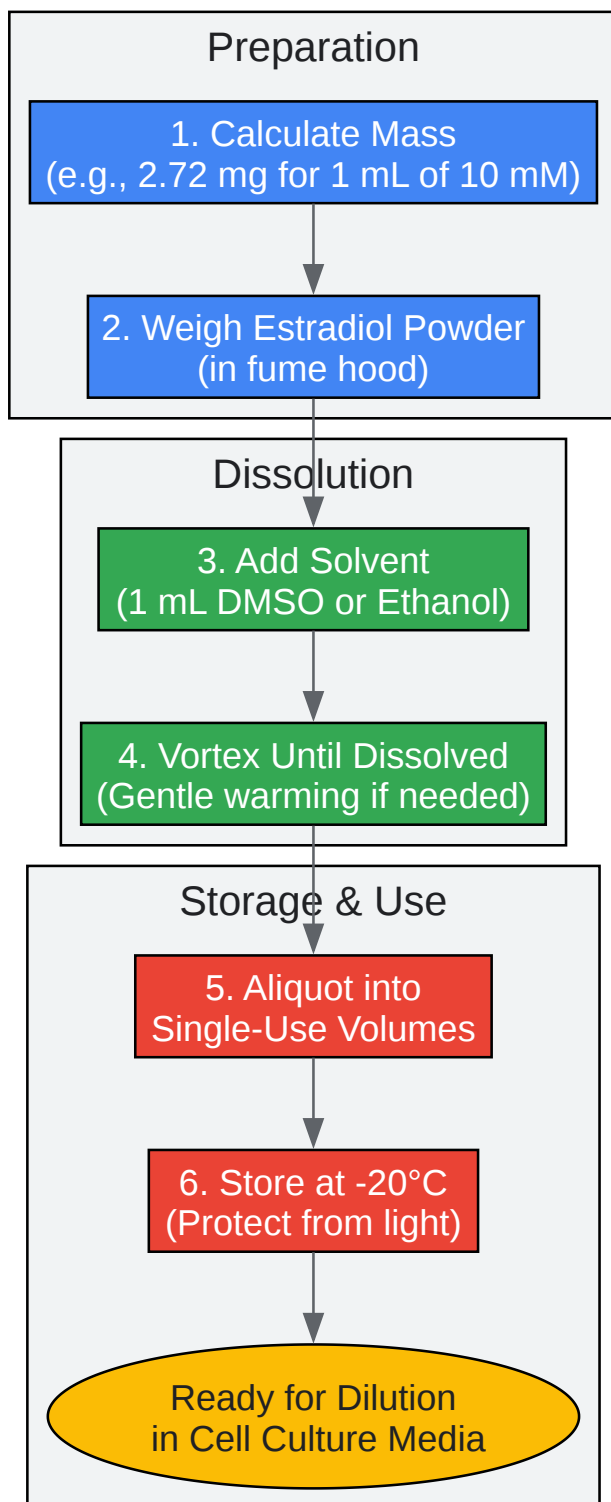 Preparation
1. Calculate Mass
(e.g., 2.72 mg for 1 mL of 10 mM)
2. Weigh Estradiol Powder
(in fume hood)
Dissolution
3. Add Solvent
(1 mL DMSO or Ethanol)
4. Vortex Until Dissolved
(Gentle warming if needed)
Storage & Use
5. Aliquot into
Single-Use Volumes
6. Store at -20°C
(Protect from light)
Ready for Dilution
in Cell Culture Media